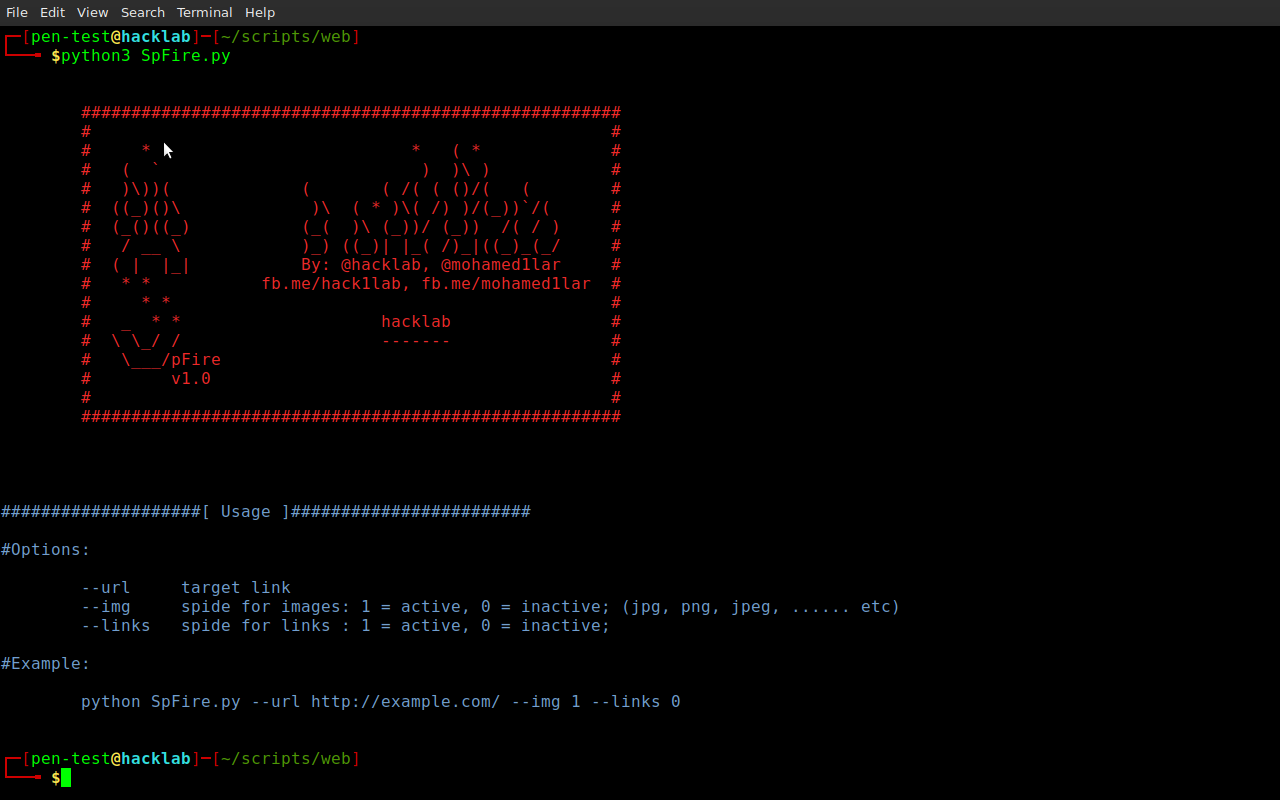 File Edit View Search Terminal Help
┌─[pen-test@hacklab]─[~/scripts/web]
└──╼ $python3 SpFire.py
        ######################################################
        #                                                    #
        #     *                          *   ( *             #
        #   (  `                          )  )\ )            #
        #   )\))(             (       ( /( ( ()/(   (        #
        #  ((_)()\             )\  ( * )\( /) )/(_))`/(      #
        #  (_()((_)           (_(  )\ (_))/ (_))  /( / )     #
        #   / __ \            )_) ((_)| |_( /)_|((_)_(_/     #
        #  ( |  |_|           By: @hacklab, @mohamed1lar     #
        #   * *           fb.me/hack1lab, fb.me/mohamed1lar  #
        #     * *                                            #
        #   _  * *                    hacklab                #
        #  \ \_/ /                    -------                #
        #   \___/pFire                                       #
        #        v1.0                                        #
        #                                                    #
        ######################################################
####################[ Usage ]########################
#Options:
        --url     target link
        --img     spide for images: 1 = active, 0 = inactive; (jpg, png, jpeg, ...... etc)
        --links   spide for links : 1 = active, 0 = inactive;
#Example:
        python SpFire.py --url http://example.com/ --img 1 --links 0
┌─[pen-test@hacklab]─[~/scripts/web]
└──╼ $